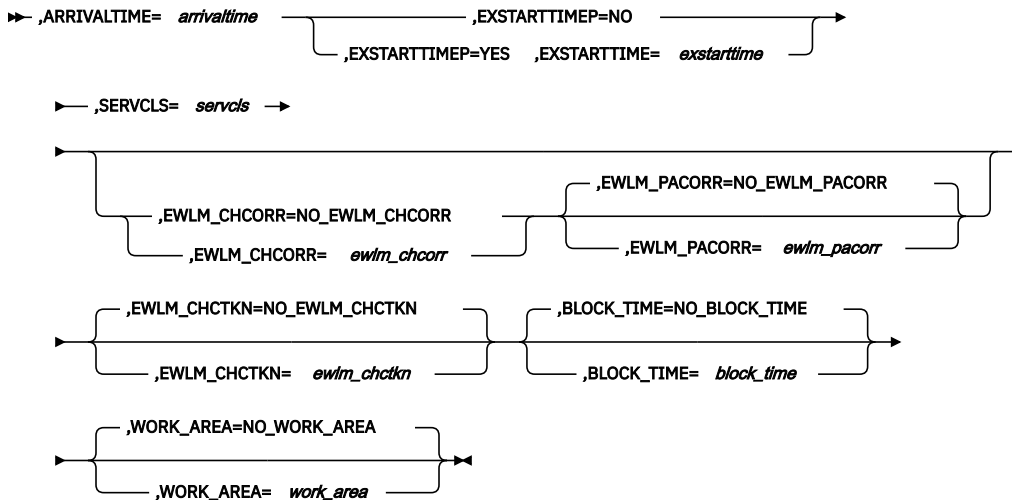 ,ARRIVALTIME= arrivaltime ,EXSTARTTIMEP=NO
,EXSTARTTIMEP=YES ,EXSTARTTIME= exstarttime
,SERVCLS= servcls
,EWLM_PACORR=NO_EWLM_PACORR
,EWLM_CHCORR=NO_EWLM_CHCORR
,EWLM_CHCORR= ewlm_chcorr ,EWLM_PACORR= ewlm_pacorr
,EWLM_CHCTKN=NO_EWLM_CHCTKN ,BLOCK_TIME=NO_BLOCK_TIME
,EWLM_CHCTKN= ewlm_chctkn ,BLOCK_TIME= block_time
,WORK_AREA=NO_WORK_AREA
,WORK_AREA= work_area